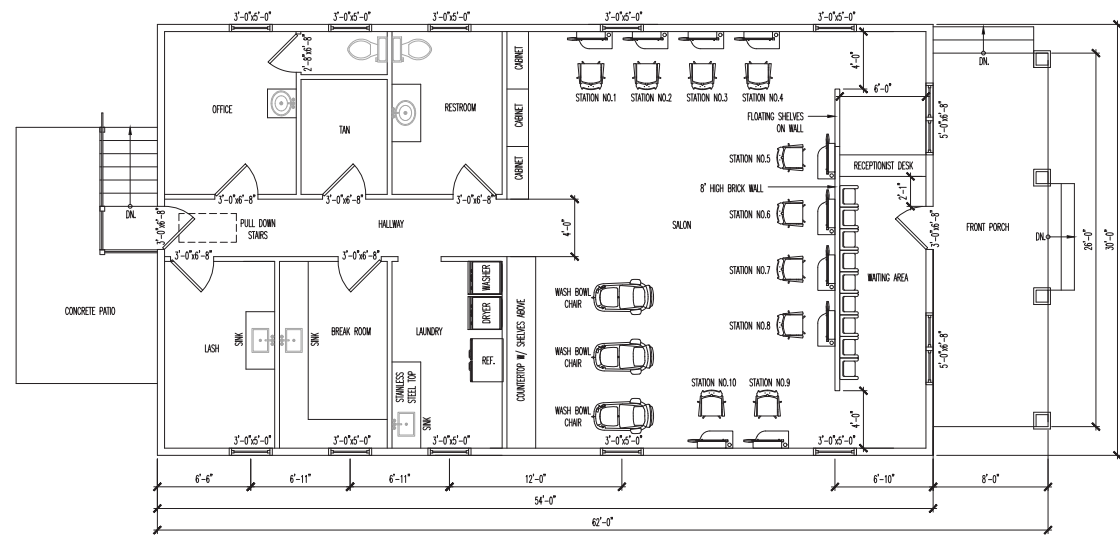 3'-0"x5'-0"
3'-0"x5'-0"
3'-0"x5'-0"
3'-0"x5'-0"
3'-0"x5'-0"
2'-8"x6'-8"
OFFICE
TAN
RESTROOM
CABINET
CABINET
CABINET
STATION NO.1
STATION NO.2
STATION NO.3
STATION NO.4
4'-0"
6'-0"
DN.
FLOATING SHELVES
ON WALL
5'-0"x6'-8"
STATION NO.5
RECEPTIONIST DESK
8' HIGH BRICK WALL
2'-1"
3'-0"x6'-8"
3'-0"x6'-8"
3'-0"x6'-8"
DN.
3'-0"x6'-8"
PULL DOWN
STAIRS
HALLWAY
4'-0"
SALON
STATION NO.6
3'-0"x6'-8"
FRONT PORCH
DN.
26'-0"
30'-0"
3'-0"x6'-8"
3'-0"x6'-8"
STATION NO.7
WAITING AREA
CONCRETE PATIO
WASHER
DRYER
REF.
WASH BOWL
CHAIR
STATION NO.8
LASH
SINK
SINK
BREAK ROOM
LAUNDRY
COUNTERTOP W/ SHELVES ABOVE
WASH BOWL
CHAIR
5'-0"x6'-8"
STAINLESS
STEEL TOP
SINK
STATION NO.10
STATION NO.9
WASH BOWL
CHAIR
4'-0"
3'-0"x5'-0"
3'-0"x5'-0"
3'-0"x5'-0"
3'-0"x5'-0"
3'-0"x5'-0"
6'-6"
6'-11"
6'-11"
12'-0"
6'-10"
8'-0"
54'-0"
62'-0"